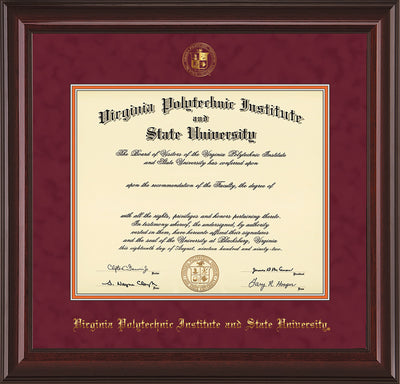 Virginia Polytechnic Institute
and
State University
The Board of Visitors of the Virginia Polytechnic Institute
and State University has conferred upon
upon the recommendation of the Faculty, the degree of
with all the rights, privileges and honors pertaining thereto.
In testimony whereof, the undersigned, by authority
vested in them, have hereunto affixed their signatures
and the seal of the University at Blacksburg, Virginia
this eighteenth day of August, nineteen hundred and ninety-two.
Virginia Polytechnic Institute and State University